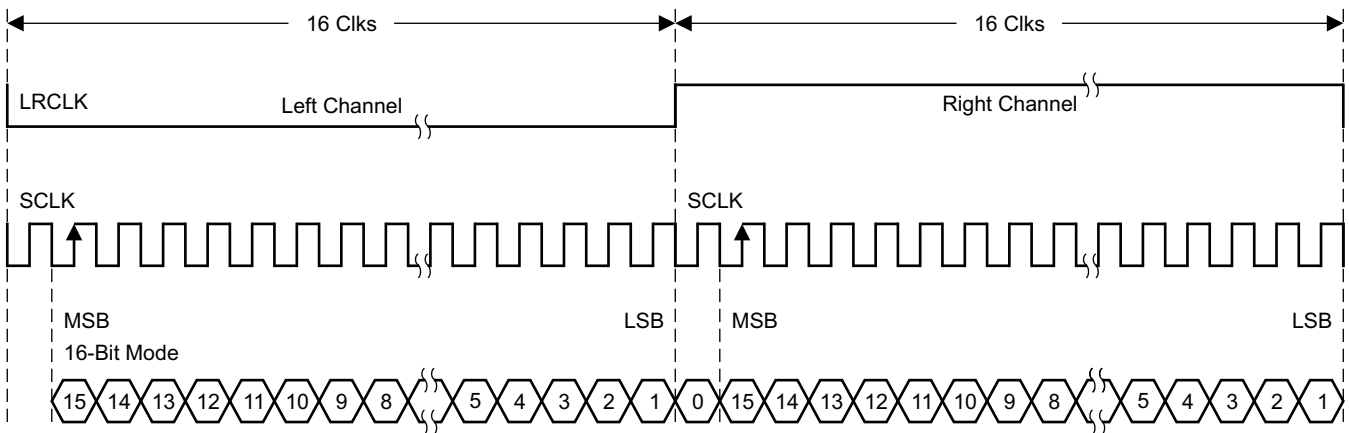 16 Clks 16 Clks
LRCLK Left Channel Right Channel
SCLK SCLK
MSB LSB MSB LSB
16-Bit Mode
15 14 13 12 11 10 9 8 5 4 3 2 1 0 15 14 13 12 11 10 9 8 5 4 3 2 1